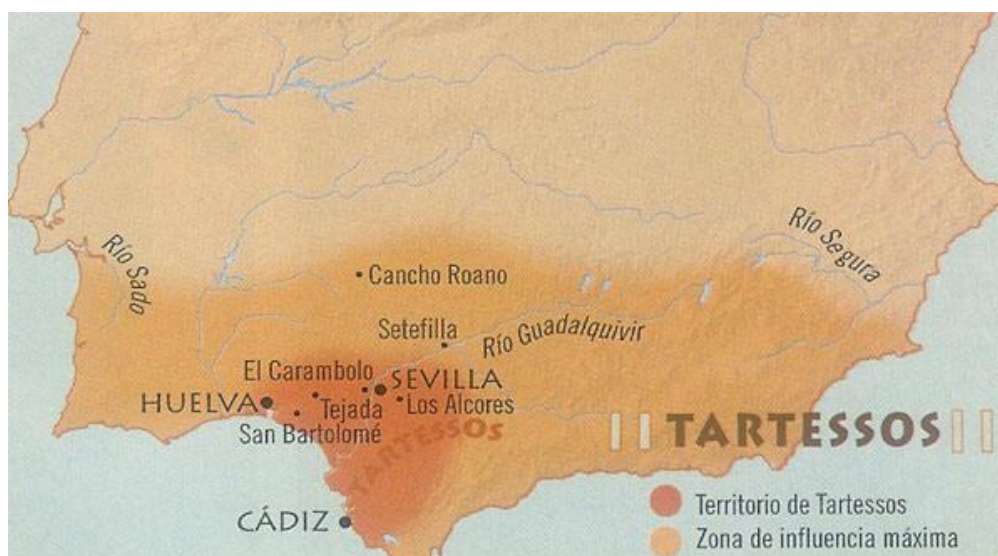 Río Sado
Río Segura
Cancho Roano
Setefilla
Río Guadalquivir
El Carambolo
SEVILLA
HUELVA
Tejada
Los Alcores
San Bartolomé
TARTESSOS
TARTESSOS
CÁDIZ
Territorio de Tartessos
Zona de influencia máxima